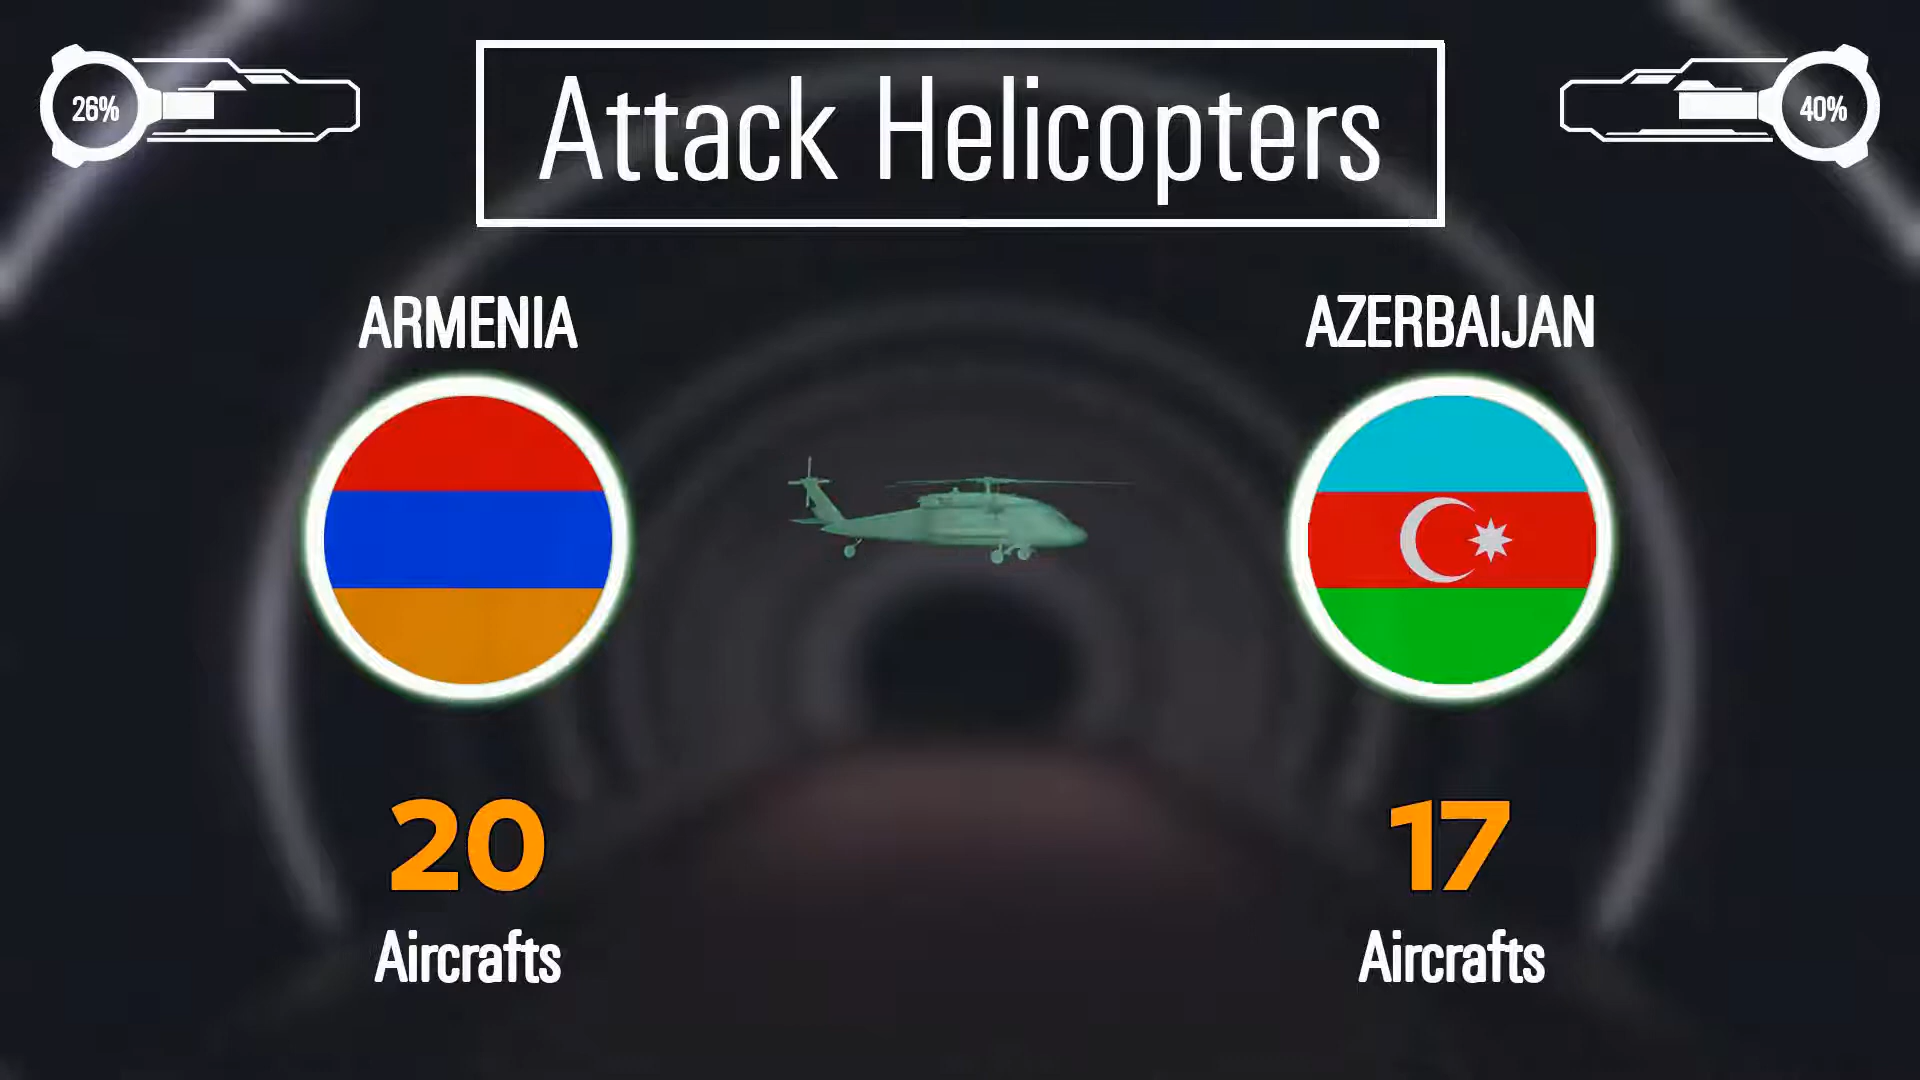 26%
Attack Helicopters
40%
ARMENIA
AZERBAIJAN
20
17
Aircrafts
Aircrafts